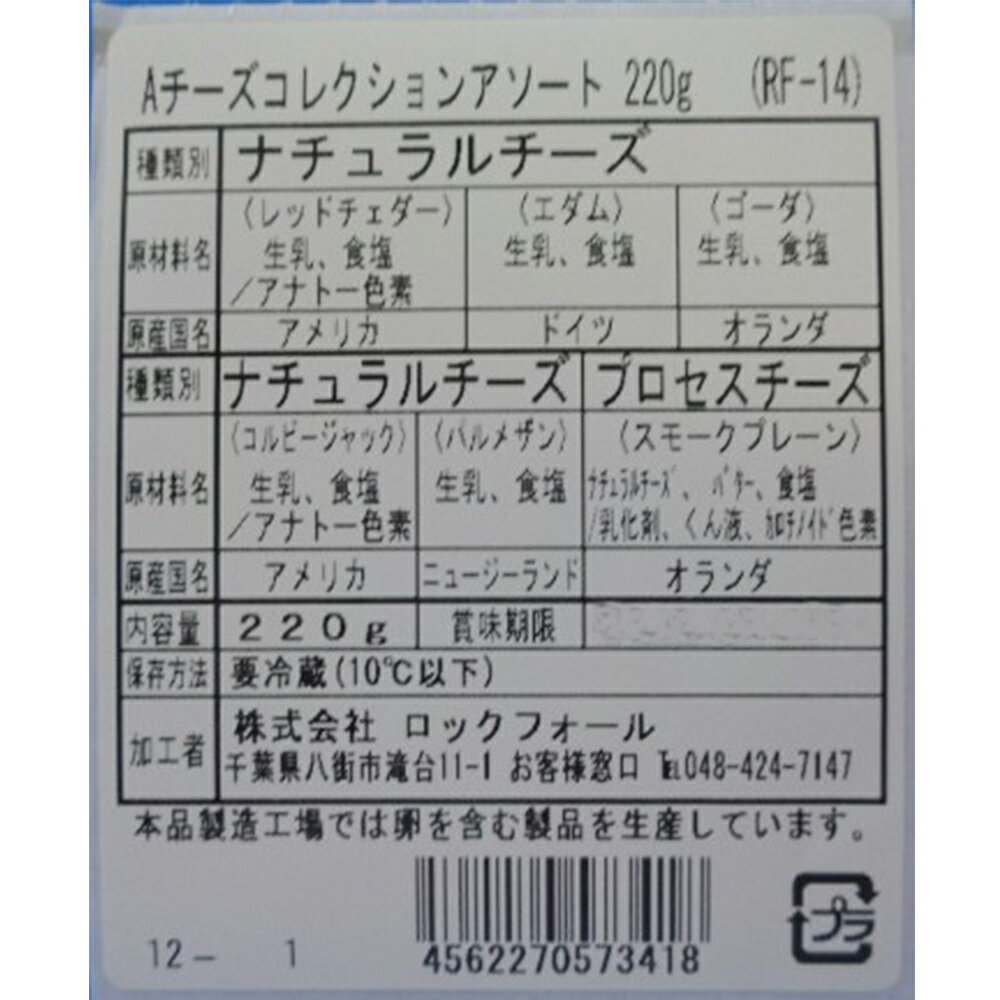 Aチーズコレクションアソート 220g (RF-14)
種類別 ナチュラルチーズ
原材料名 (レッドチェダー) 生乳、食塩 /アナトー色素 (エダム) 生乳、食塩 (ゴーダ) 生乳、食塩
原産国名 アメリカ ドイツ オランダ
種類別 ナチュラルチーズ プロセスチーズ
原材料名 (コルビージャック) 生乳、食塩 /アナトー色素 (パルメザン) 生乳、食塩 (スモークプレーン) ナチュラルチーズ、バター、食塩 /乳化剤、くん液、カロチノイド色素
原産国名 アメリカ ニュージーランド オランダ
内容量 220g 賞味期限
保存方法 要冷蔵(10℃以下)
加工者 株式会社 ロックフォール
千葉県八街市滝台11-1 お客様窓口 ℡048-424-7147
本品製造工場では卵を含む製品を生産しています。
12- 1
4562270573418
プラ